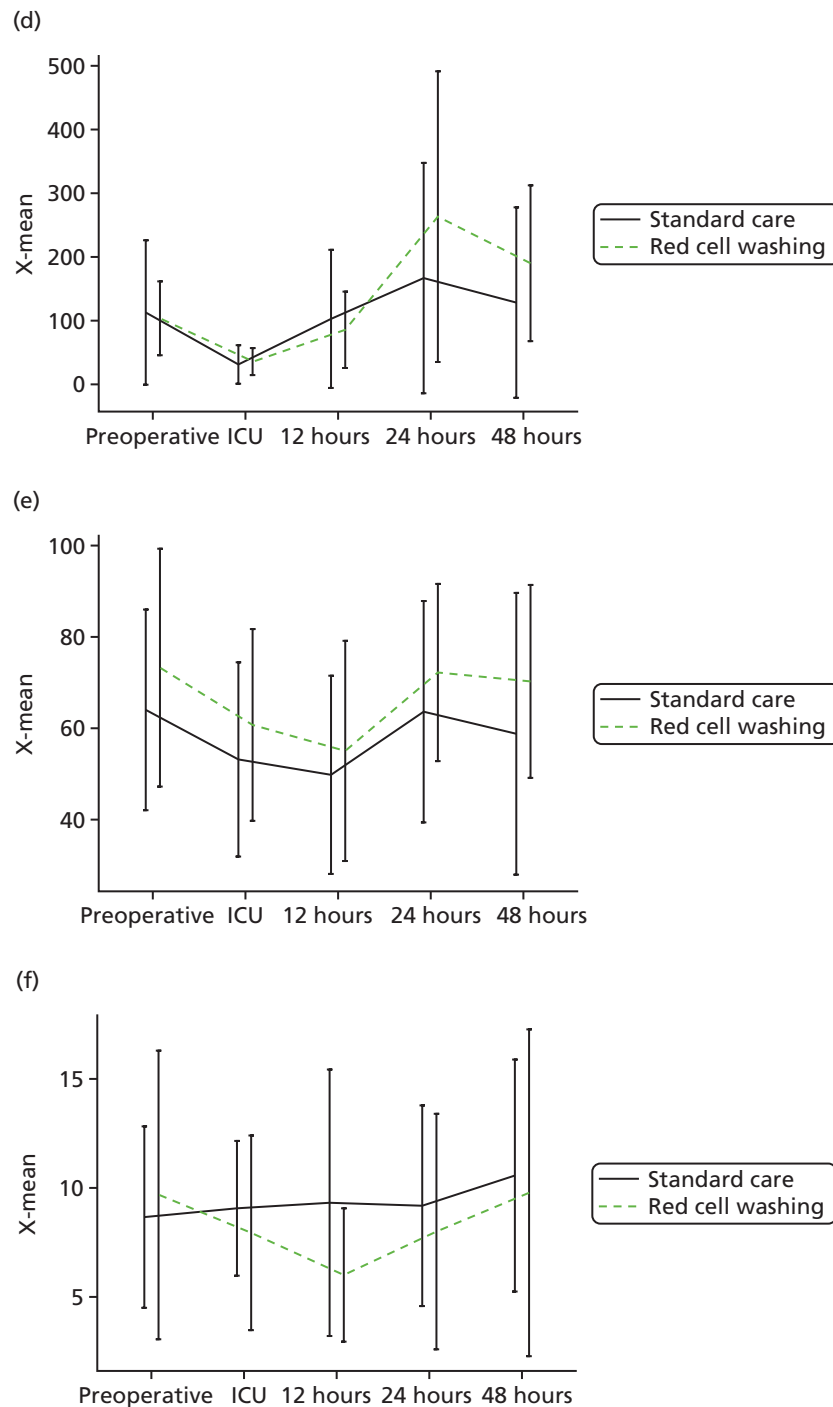 (d)
500
400
300
200
100
0
X-mean
Preoperative ICU 12 hours 24 hours 48 hours
Standard care
Red cell washing
(e)
100
80
60
40
X-mean
Preoperative ICU 12 hours 24 hours 48 hours
Standard care
Red cell washing
(f)
15
10
5
X-mean
Preoperative ICU 12 hours 24 hours 48 hours
Standard care
Red cell washing